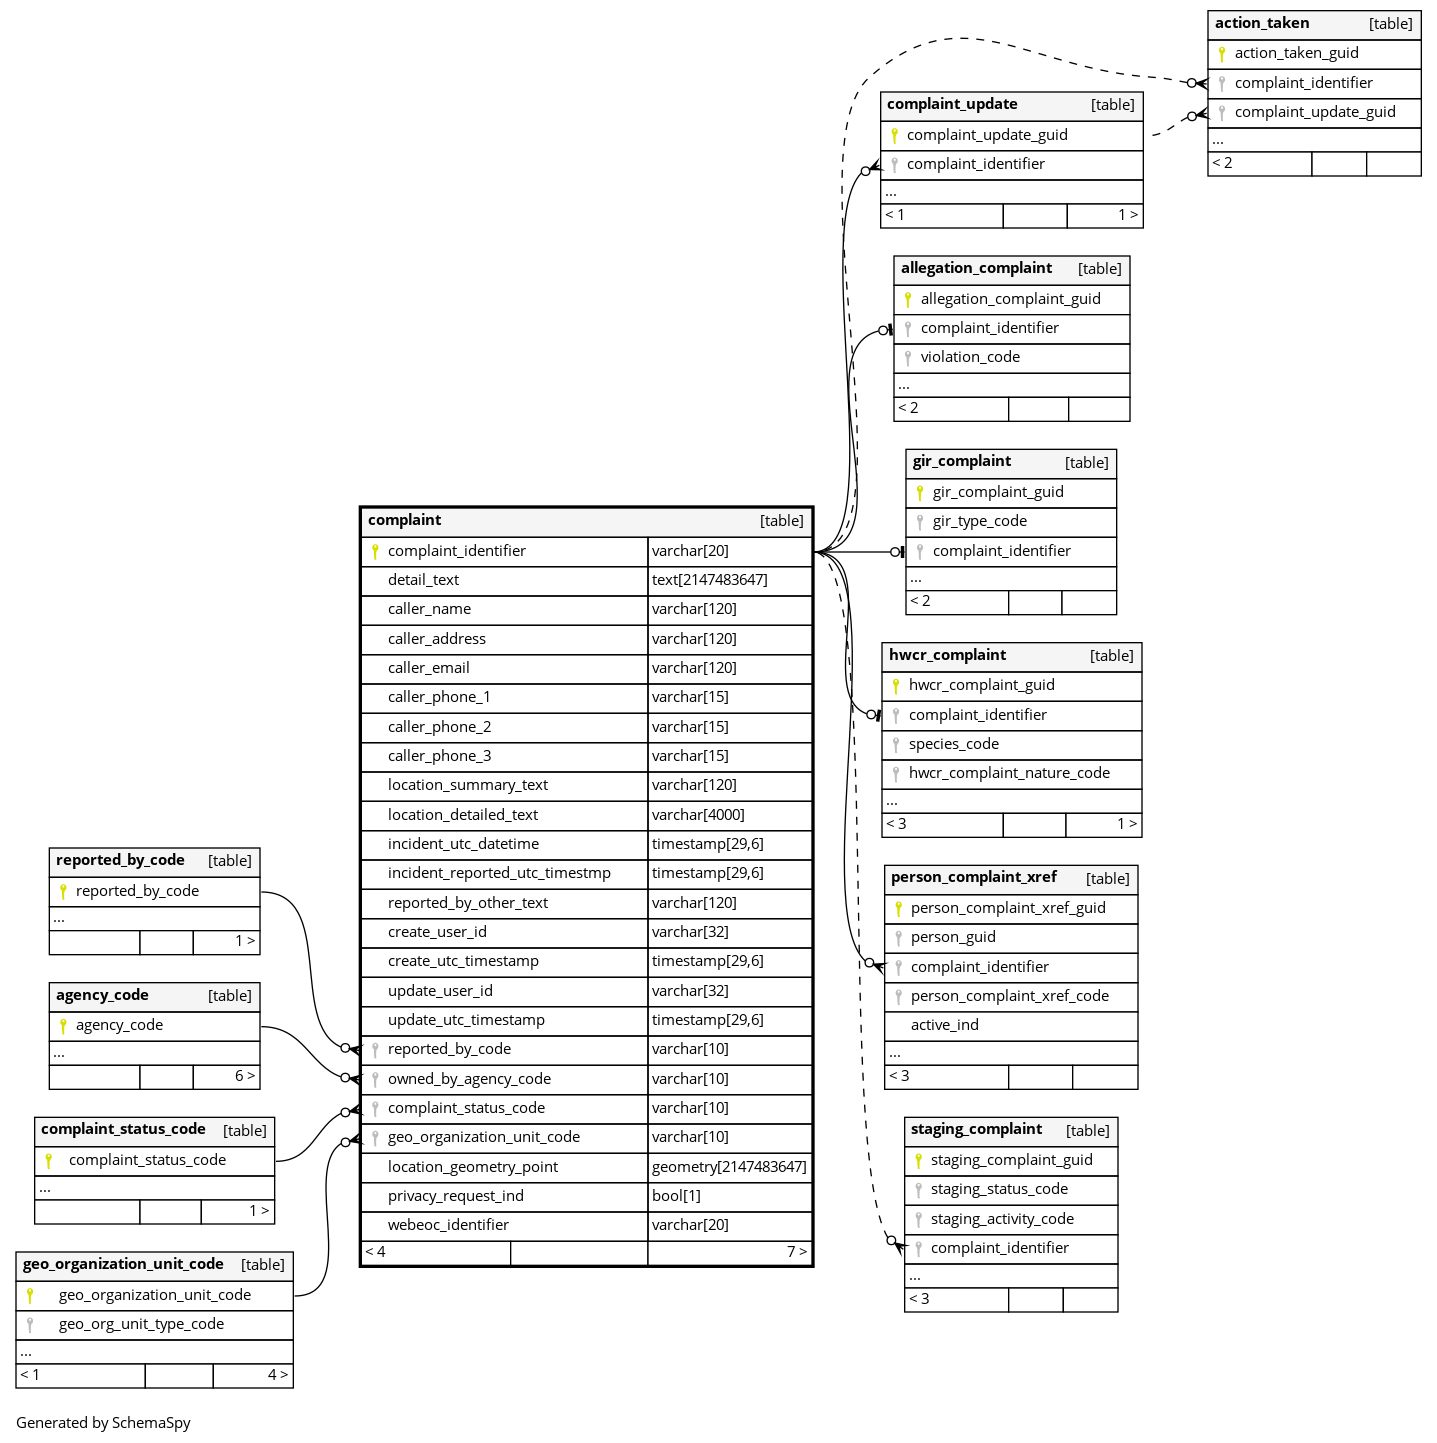 action_taken [table]
action_taken_guid
complaint_identifier
complaint_update_guid
...
< 2
complaint_update [table]
complaint_update_guid
complaint_identifier
...
< 1 1 >
allegation_complaint [table]
allegation_complaint_guid
complaint_identifier
violation_code
...
< 2
gir_complaint [table]
gir_complaint_guid
gir_type_code
complaint_identifier
...
< 2
complaint [table]
complaint_identifier varchar[20]
detail_text text[2147483647]
caller_name varchar[120]
caller_address varchar[120]
caller_email varchar[120]
caller_phone_1 varchar[15]
caller_phone_2 varchar[15]
caller_phone_3 varchar[15]
location_summary_text varchar[120]
location_detailed_text varchar[4000]
incident_utc_datetime timestamp[29,6]
incident_reported_utc_timestmp timestamp[29,6]
reported_by_other_text varchar[120]
create_user_id varchar[32]
create_utc_timestamp timestamp[29,6]
update_user_id varchar[32]
update_utc_timestamp timestamp[29,6]
reported_by_code varchar[10]
owned_by_agency_code varchar[10]
complaint_status_code varchar[10]
geo_organization_unit_code varchar[10]
location_geometry_point geometry[2147483647]
privacy_request_ind bool[1]
webeoc_identifier varchar[20]
< 4 7 >
hwcr_complaint [table]
hwcr_complaint_guid
complaint_identifier
species_code
hwcr_complaint_nature_code
...
< 3 1 >
person_complaint_xref [table]
person_complaint_xref_guid
person_guid
complaint_identifier
person_complaint_xref_code
active_ind
...
< 3
staging_complaint [table]
staging_complaint_guid
staging_status_code
staging_activity_code
complaint_identifier
...
< 3
reported_by_code [table]
reported_by_code
...
1 >
agency_code [table]
agency_code
...
6 >
complaint_status_code [table]
complaint_status_code
...
1 >
geo_organization_unit_code [table]
geo_organization_unit_code
geo_org_unit_type_code
...
< 1 4 >
Generated by SchemaSpy